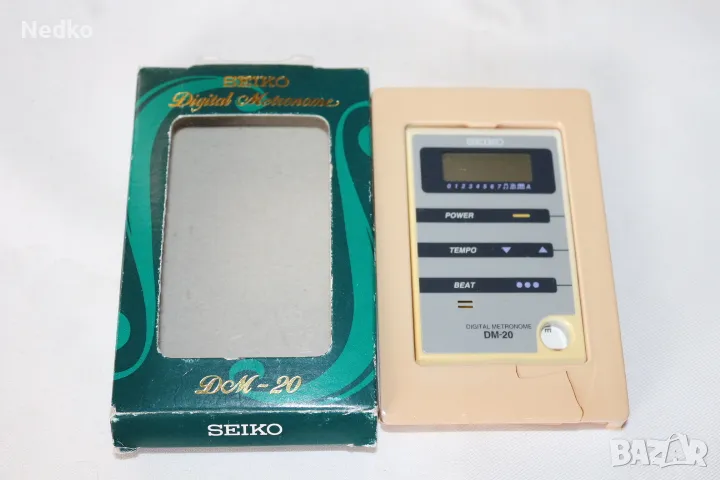 Nedko
SEIKO
Digital Metronome
DM-20
SEIKO
SEIKO
0 1 2 3 4 5 6 7 A
POWER
TEMPO
BEAT
DIGITAL METRONOME
DM-20
BAZAR